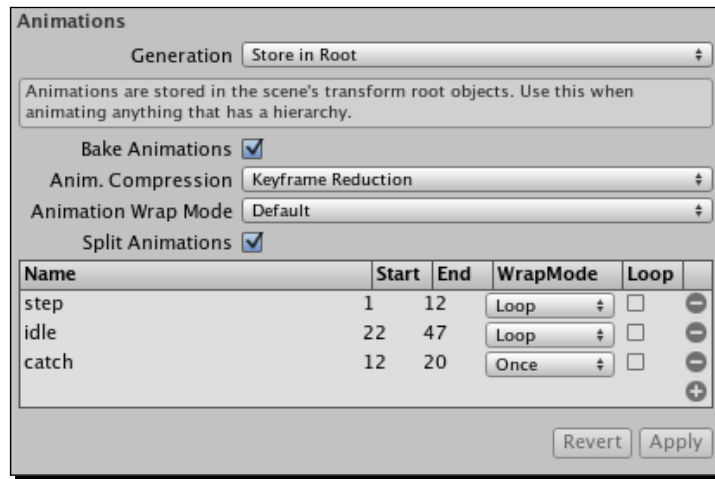 Animations
Generation Store in Root
Animations are stored in the scene's transform root objects. Use this when
animating anything that has a hierarchy.
Bake Animations
Anim. Compression Keyframe Reduction
Animation Wrap Mode Default
Split Animations
Name Start End WrapMode Loop
step 1 12 Loop
idle 22 47 Loop
catch 12 20 Once
Revert Apply